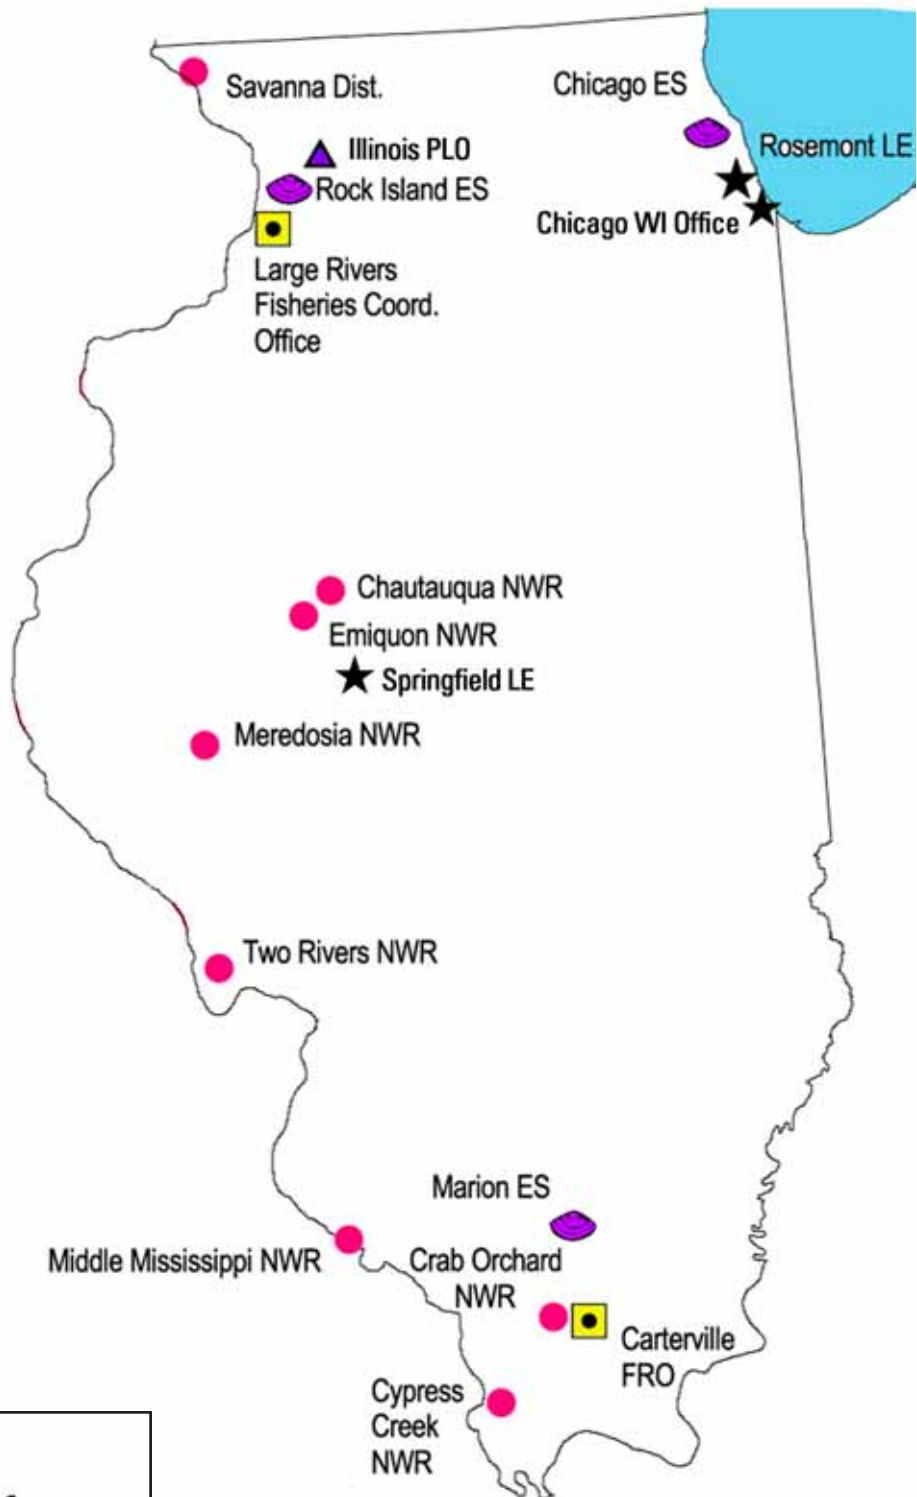 Savanna Dist.
Chicago ES
Illinois PLO
Rosemont LE
Rock Island ES
Chicago WI Office
Large Rivers
Fisheries Coord.
Office
Chautauqua NWR
Emiquon NWR
Springfield LE
Meredosia NWR
Two Rivers NWR
Marion ES
Middle Mississippi NWR
Crab Orchard
NWR
Carterville
FRO
Cypress
Creek
NWR